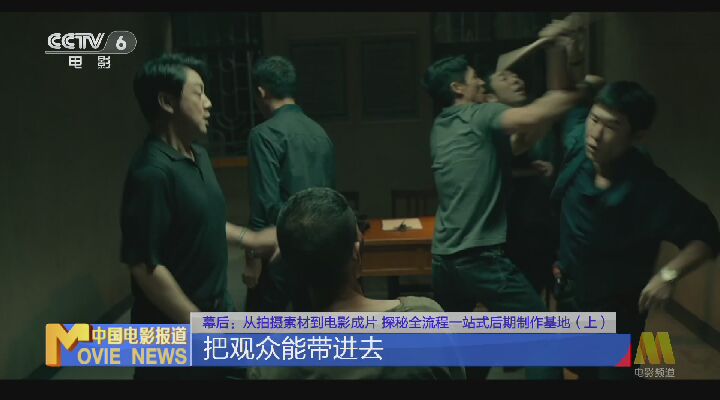 CCTV 6
电影
中国电影报道
MOVIE NEWS
幕后：从拍摄素材到电影成片 探秘全流程一站式后期制作基地（上）
把观众能带进去
电影频道